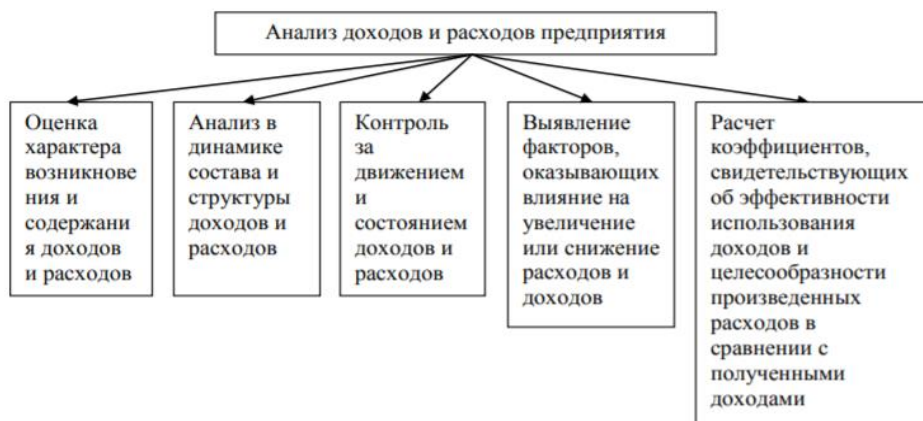 Анализ доходов и расходов предприятия
Оценка
характера
возникнове
ния и
содержани
я доходов
и расходов
Анализ в
динамике
состава и
структуры
доходов и
расходов
Контроль
за
движением
и
состоянием
доходов и
расходов
Выявление
факторов,
оказывающих
влияние на
увеличение
или снижение
расходов и
доходов
Расчет
коэффициентов,
свидетельствующих
об эффективности
использования
доходов и
целесообразности
произведенных
расходов в
сравнении с
полученными
доходами